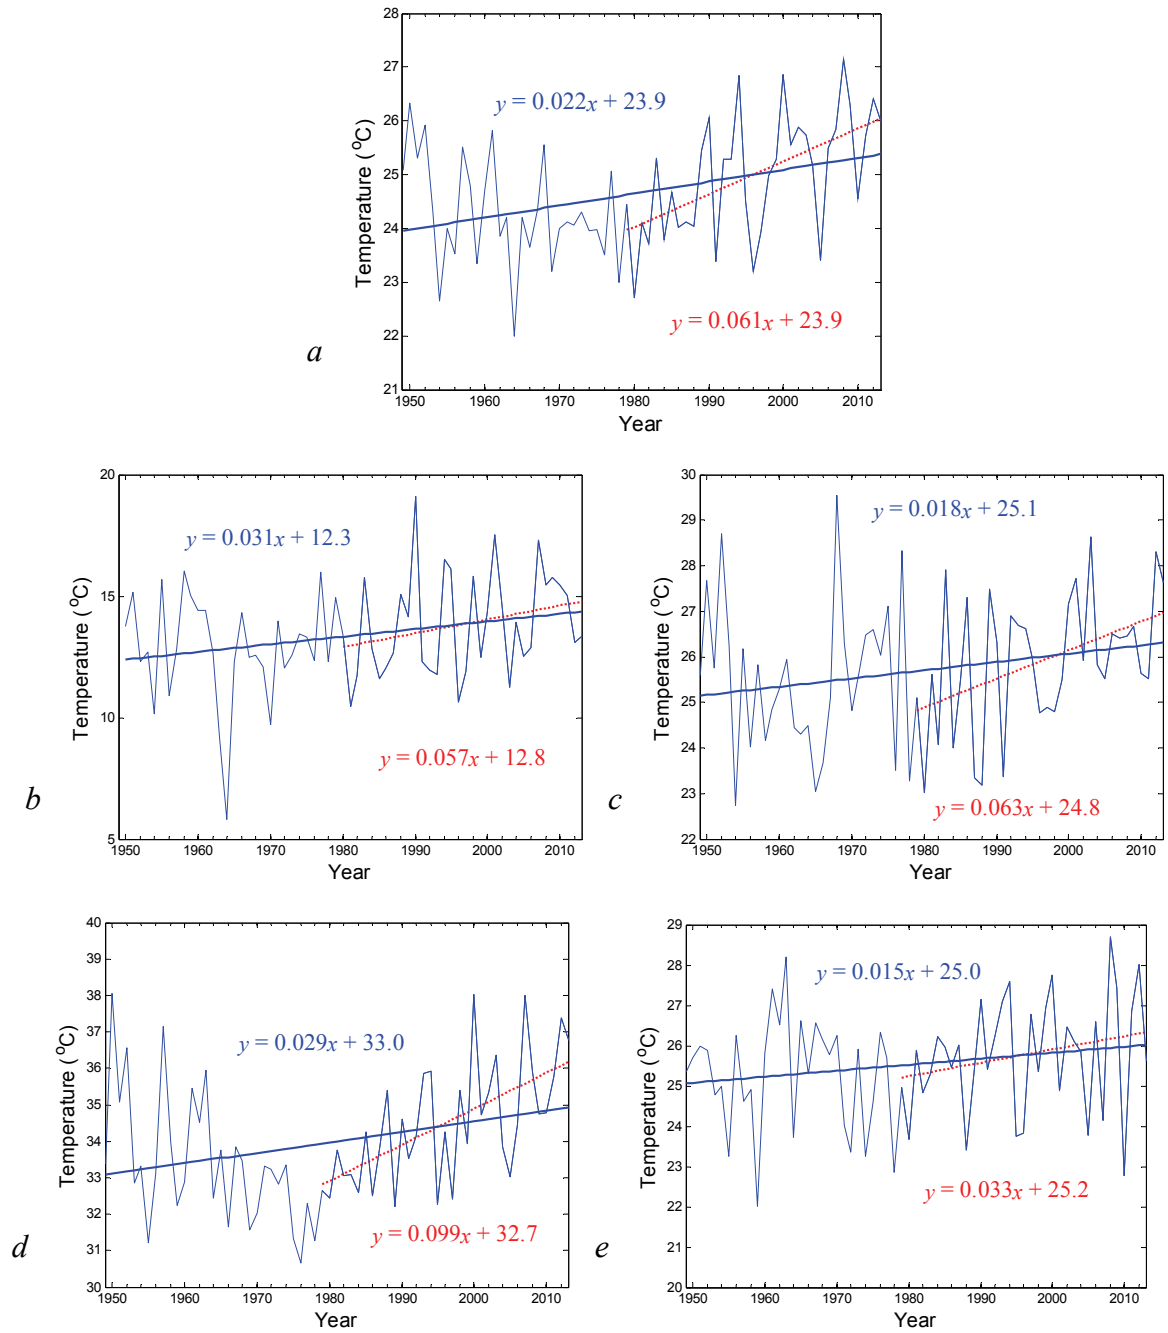 28
27
26
25
24
23
22
21
Temperature (°C)
y = 0.022x + 23.9
y = 0.061x + 23.9
1950 1960 1970 1980 1990 2000 2010
Year
a
20
15
10
5
Temperature (°C)
y = 0.031x + 12.3
y = 0.057x + 12.8
1950 1960 1970 1980 1990 2000 2010
Year
b
30
29
28
27
26
25
24
23
22
Temperature (°C)
y = 0.018x + 25.1
y = 0.063x + 24.8
1950 1960 1970 1980 1990 2000 2010
Year
c
40
39
38
37
36
35
34
33
32
31
30
Temperature (°C)
y = 0.029x + 33.0
y = 0.099x + 32.7
1950 1960 1970 1980 1990 2000 2010
Year
d
29
28
27
26
25
24
23
22
21
20
Temperature (°C)
y = 0.015x + 25.0
y = 0.033x + 25.2
1950 1960 1970 1980 1990 2000 2010
Year
e